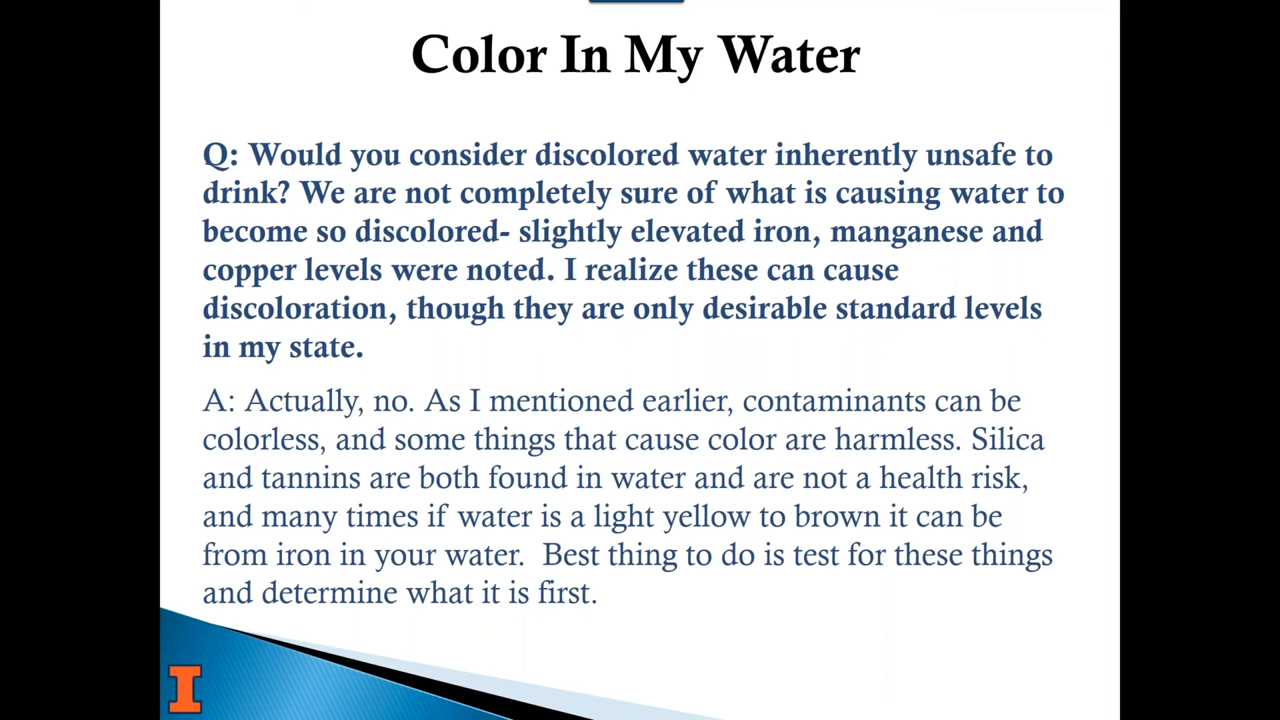 Color In My Water
Q: Would you consider discolored water inherently unsafe to
drink? We are not completely sure of what is causing water to
become so discolored- slightly elevated iron, manganese and
copper levels were noted. I realize these can cause
discoloration, though they are only desirable standard levels
in my state.
A: Actually, no. As I mentioned earlier, contaminants can be
colorless, and some things that cause color are harmless. Silica
and tannins are both found in water and are not a health risk,
and many times if water is a light yellow to brown it can be
from iron in your water.  Best thing to do is test for these things
and determine what it is first.
I